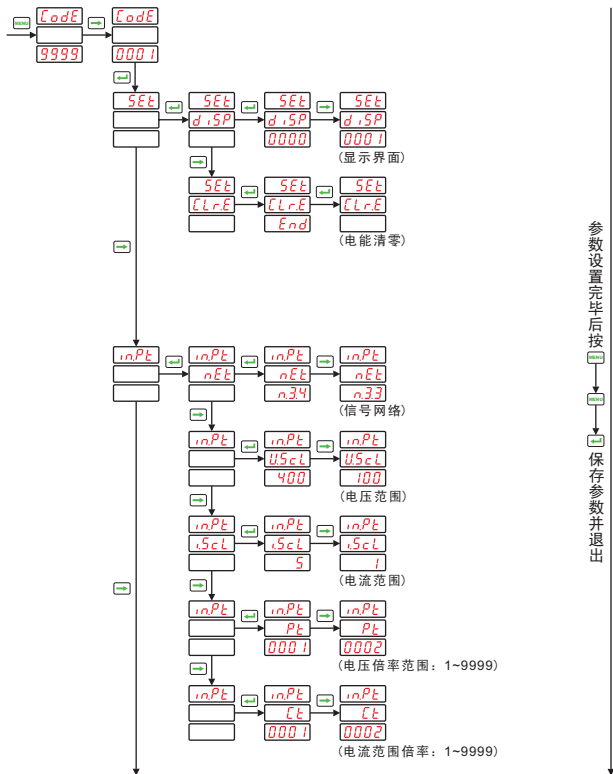 MENU CodE CodE
9999 0001
SEt SEt SEt SEt
diSP diSP diSP
0000 0001
(显示界面)
SEt SEt SEt
CLr.E CLr.E CLr.E
End
(电能清零)
in.Pt in.Pt in.Pt in.Pt
nEt nEt nEt
n.3.4 n.3.3
(信号网络)
in.Pt in.Pt in.Pt
U.ScL U.ScL
400 100
(电压范围)
in.Pt in.Pt in.Pt
i.ScL i.ScL i.ScL
5 1
(电流范围)
in.Pt in.Pt in.Pt
Pt Pt
0001 0002
(电压倍率范围：1~9999)
in.Pt in.Pt in.Pt
Ct Ct
0001 0002
(电流范围倍率：1~9999)
参数设置完毕后按
MENU
MENU
保存参数并退出